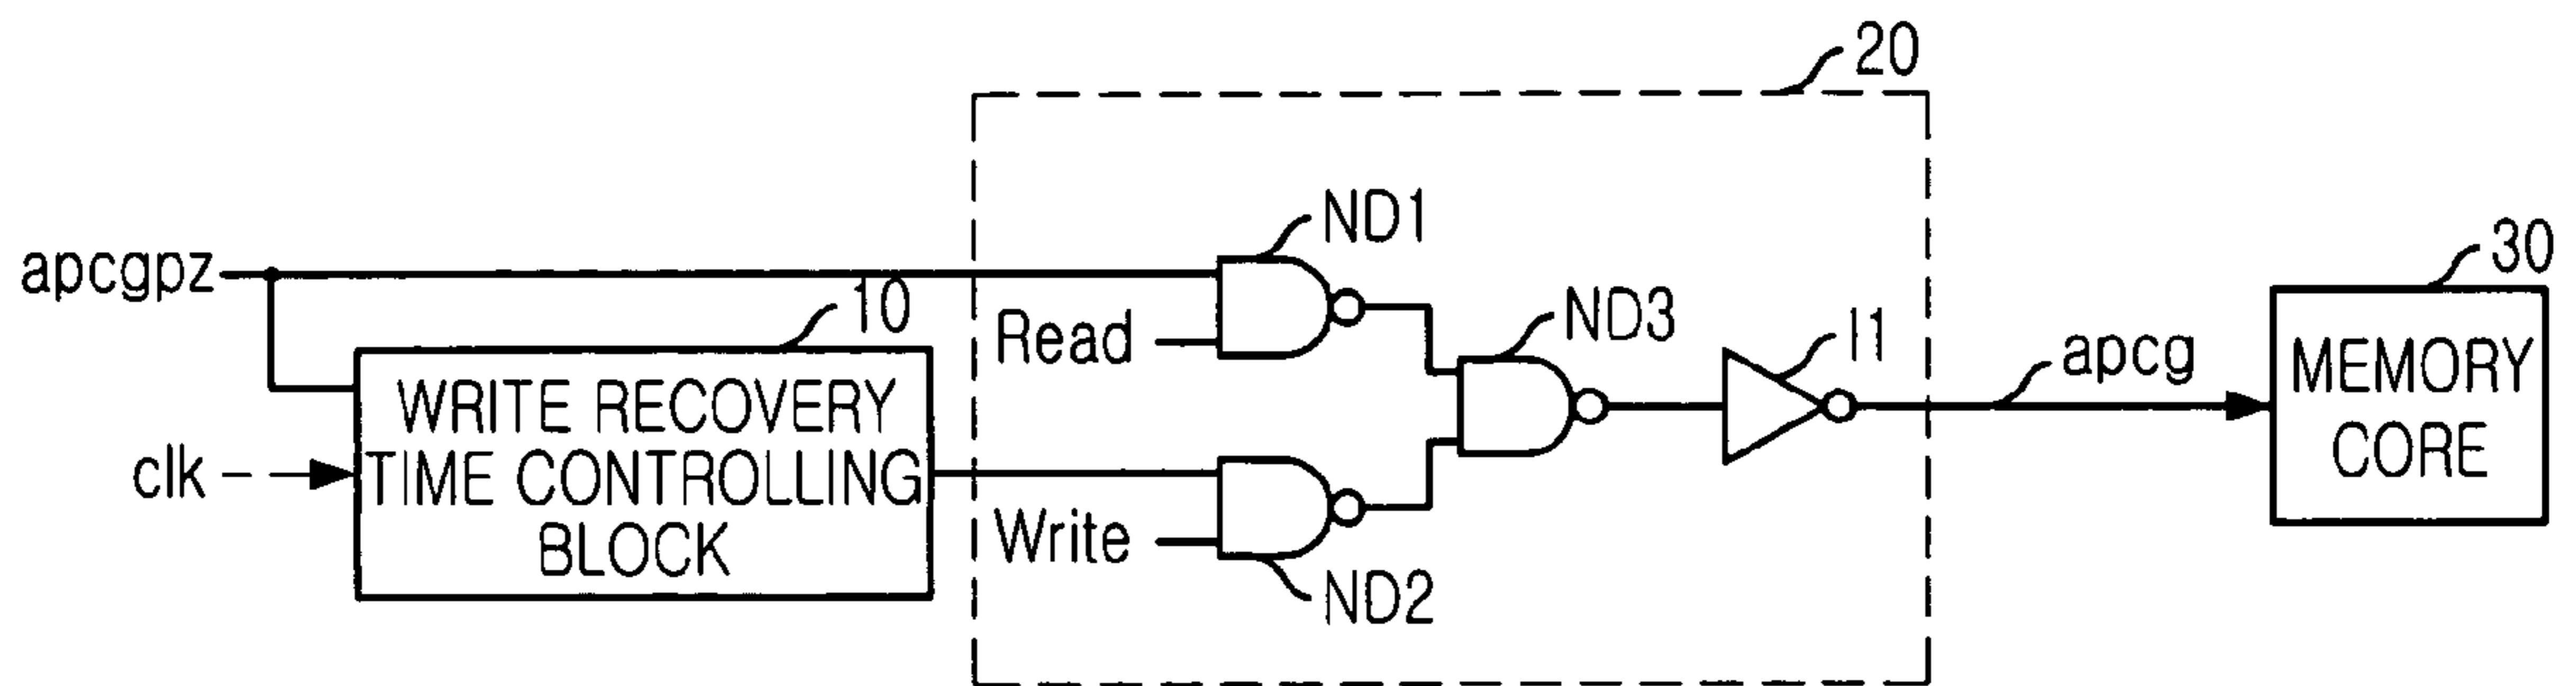 20
ND1
apcgpz
10
Read
ND3
I1
apcg
30
MEMORY
CORE
WRITE RECOVERY
TIME CONTROLLING
BLOCK
clk
Write
ND2